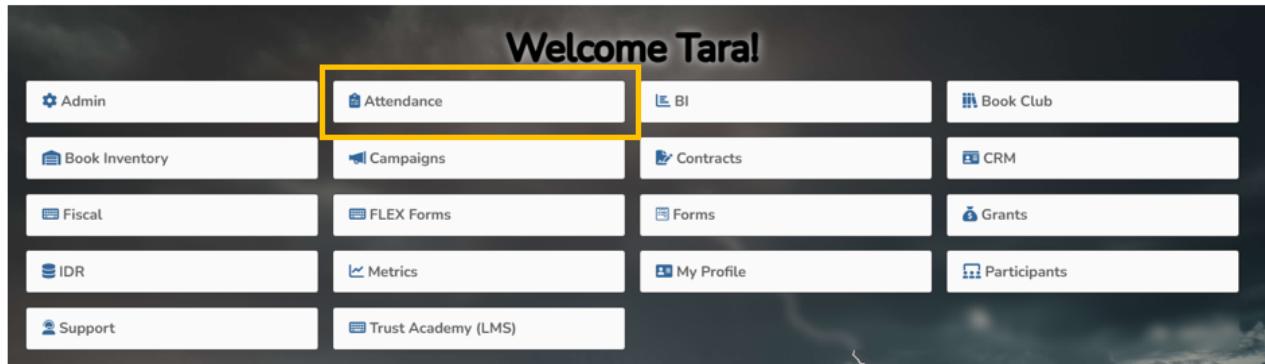 Welcome Tara!
Admin
Attendance
BI
Book Club
Book Inventory
Campaigns
Contracts
CRM
Fiscal
FLEX Forms
Forms
Grants
IDR
Metrics
My Profile
Participants
Support
Trust Academy (LMS)